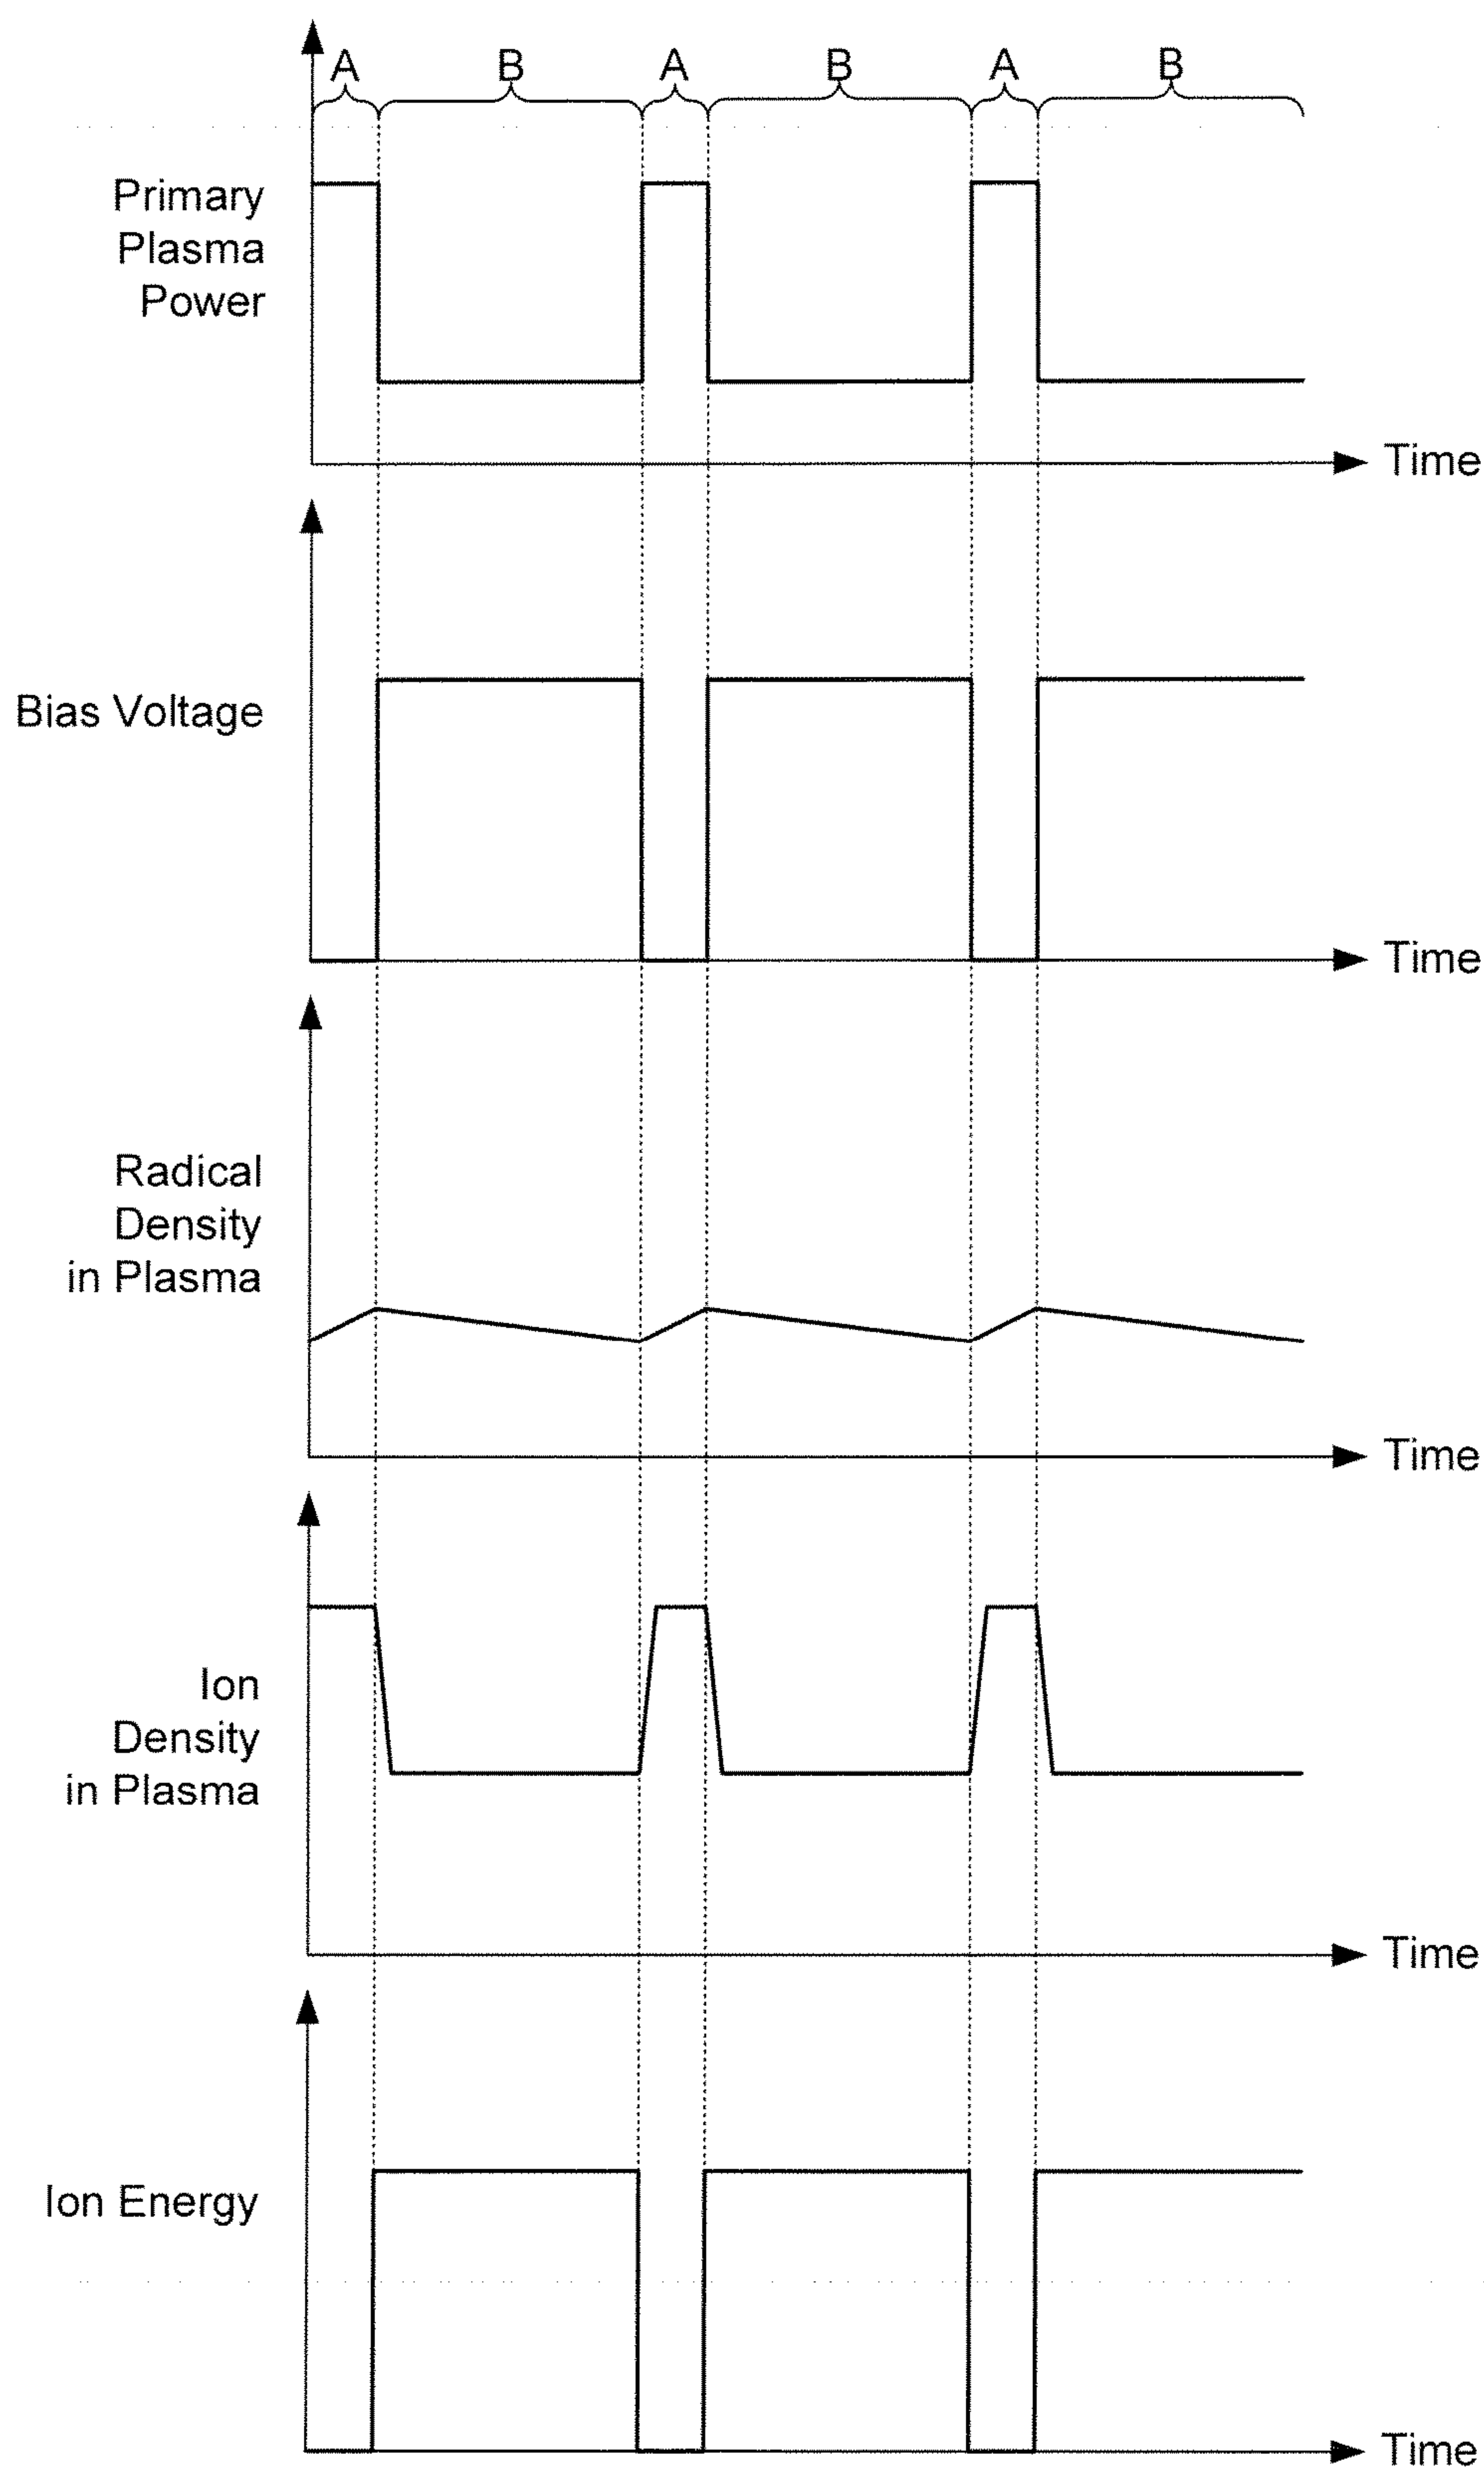 A B A B A B
Primary
Plasma
Power
Time
Bias Voltage
Time
Radical
Density
in Plasma
Time
Ion
Density
in Plasma
Time
Ion Energy
Time